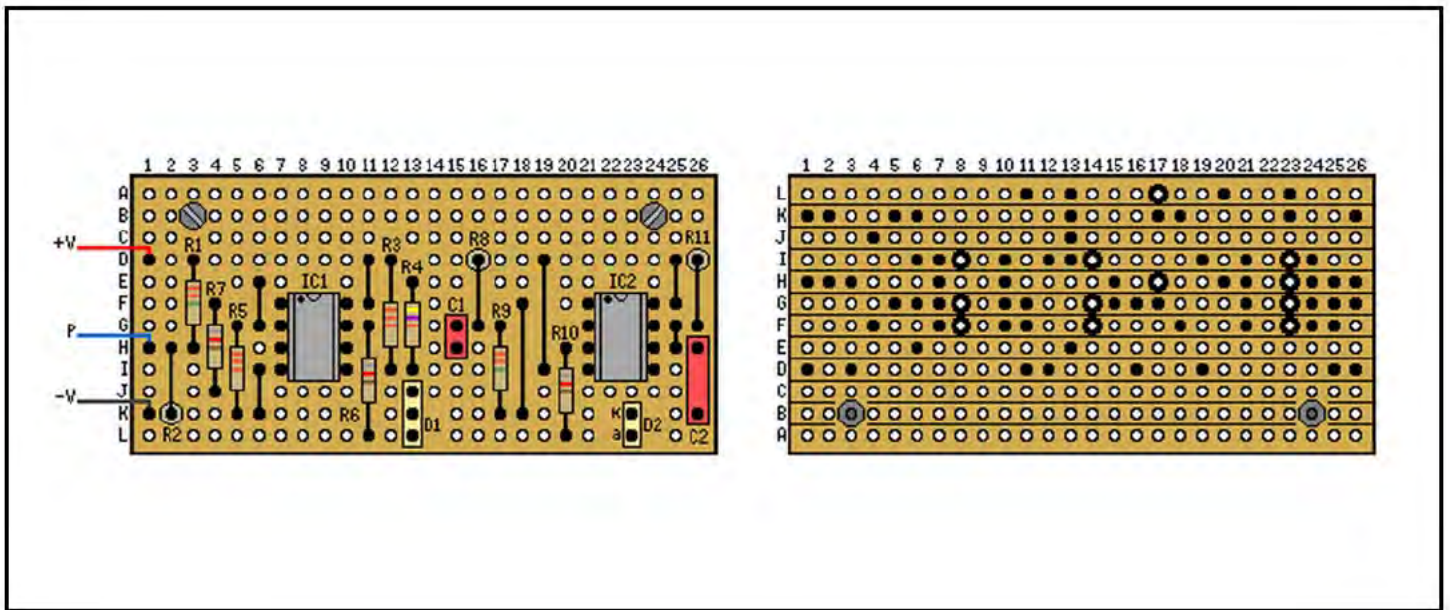 1 2 3 4 5 6 7 8 9 10 11 12 13 14 15 16 17 18 19 20 21 22 23 24 25 26
A
B
C
+V
D
R1
R3
R8
R11
E
R7
IC1
R4
IC2
F
R5
C1
G
R9
P
H
R10
I
J
-V
K
R2
R6
D1
K
D2
L
a
C2
1 2 3 4 5 6 7 8 9 10 11 12 13 14 15 16 17 18 19 20 21 22 23 24 25 26
L
K
J
I
H
G
F
E
D
C
B
A